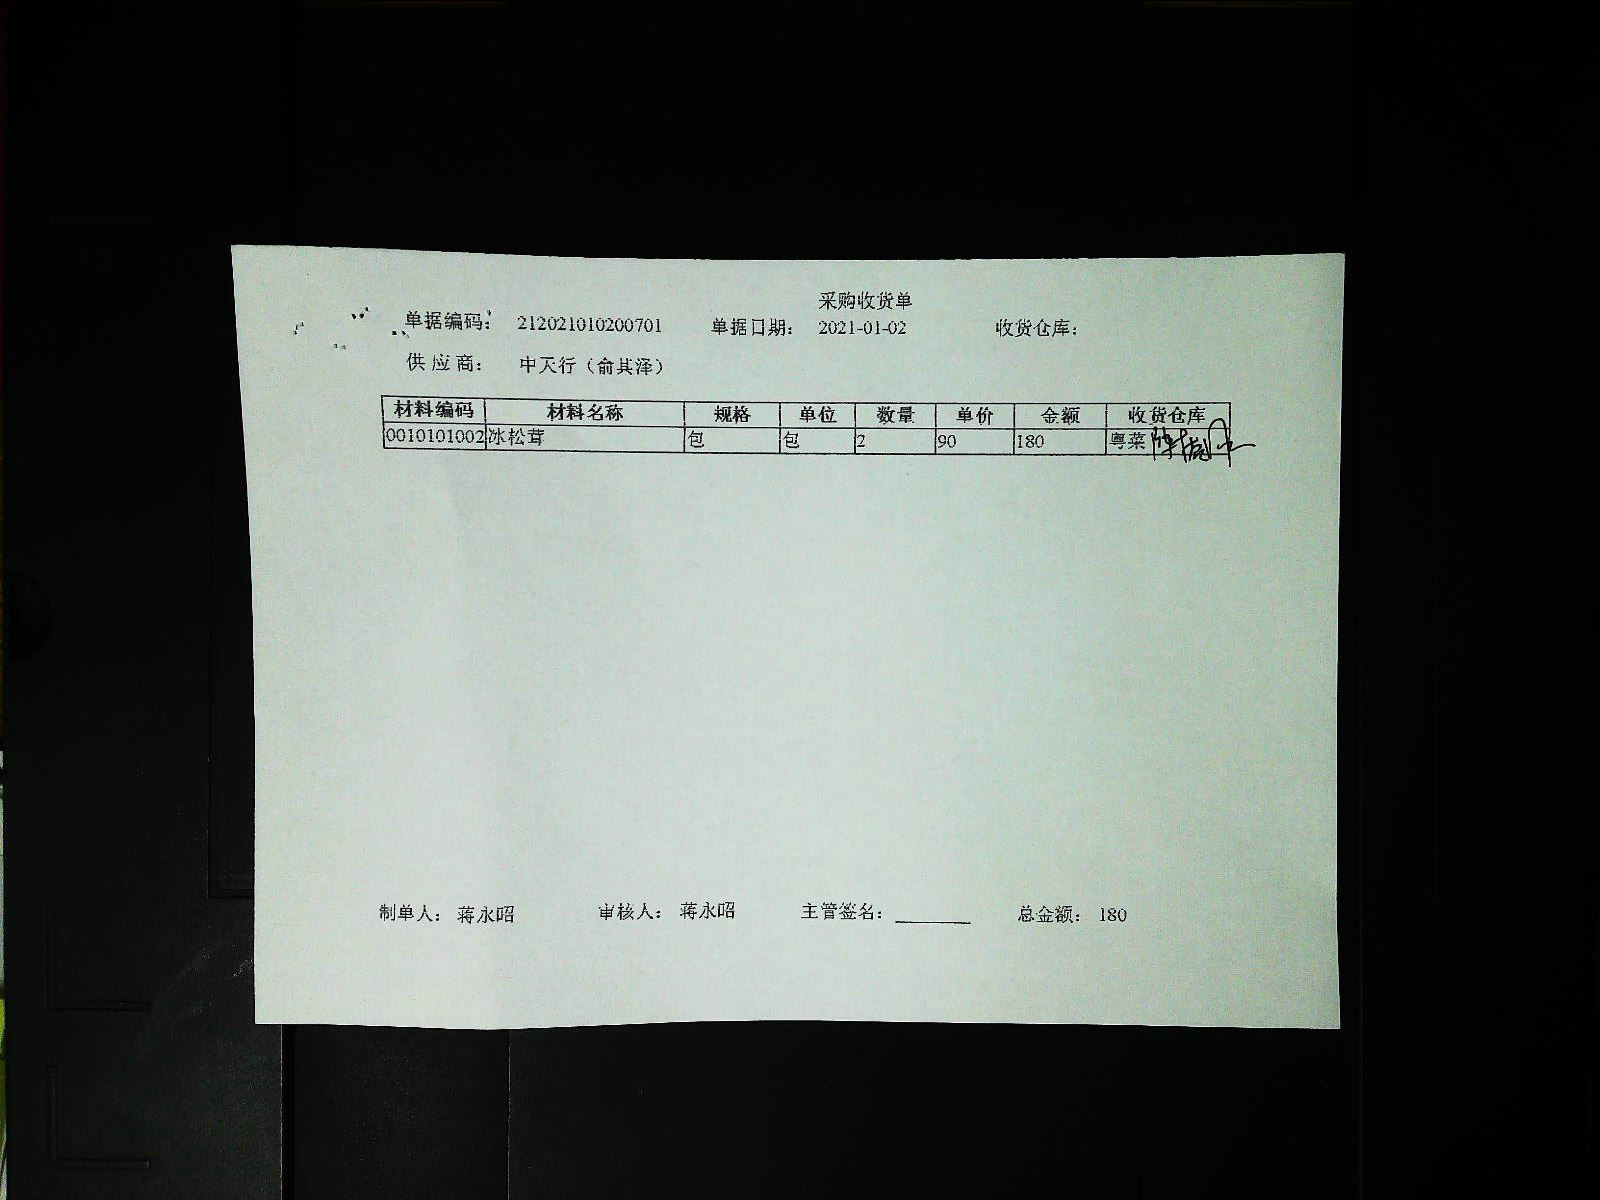 采购收货单
单据编码： 212021010200701 单据日期： 2021-01-02 收货仓库：
供应商： 中天行（俞其泽）
材料编码 材料名称 规格 单位 数量 单价 金额 收货仓库
0010101002 冰松茸 包 包 2 90 180 粤菜
制单人： 蒋永昭 审核人： 蒋永昭 主管签名： 总金额： 180